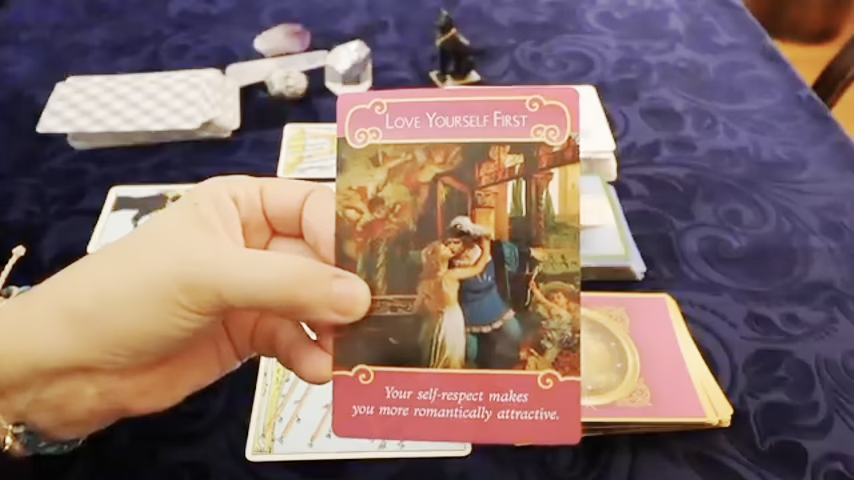 Love Yourself First
Your self-respect makes
you more romantically attractive.